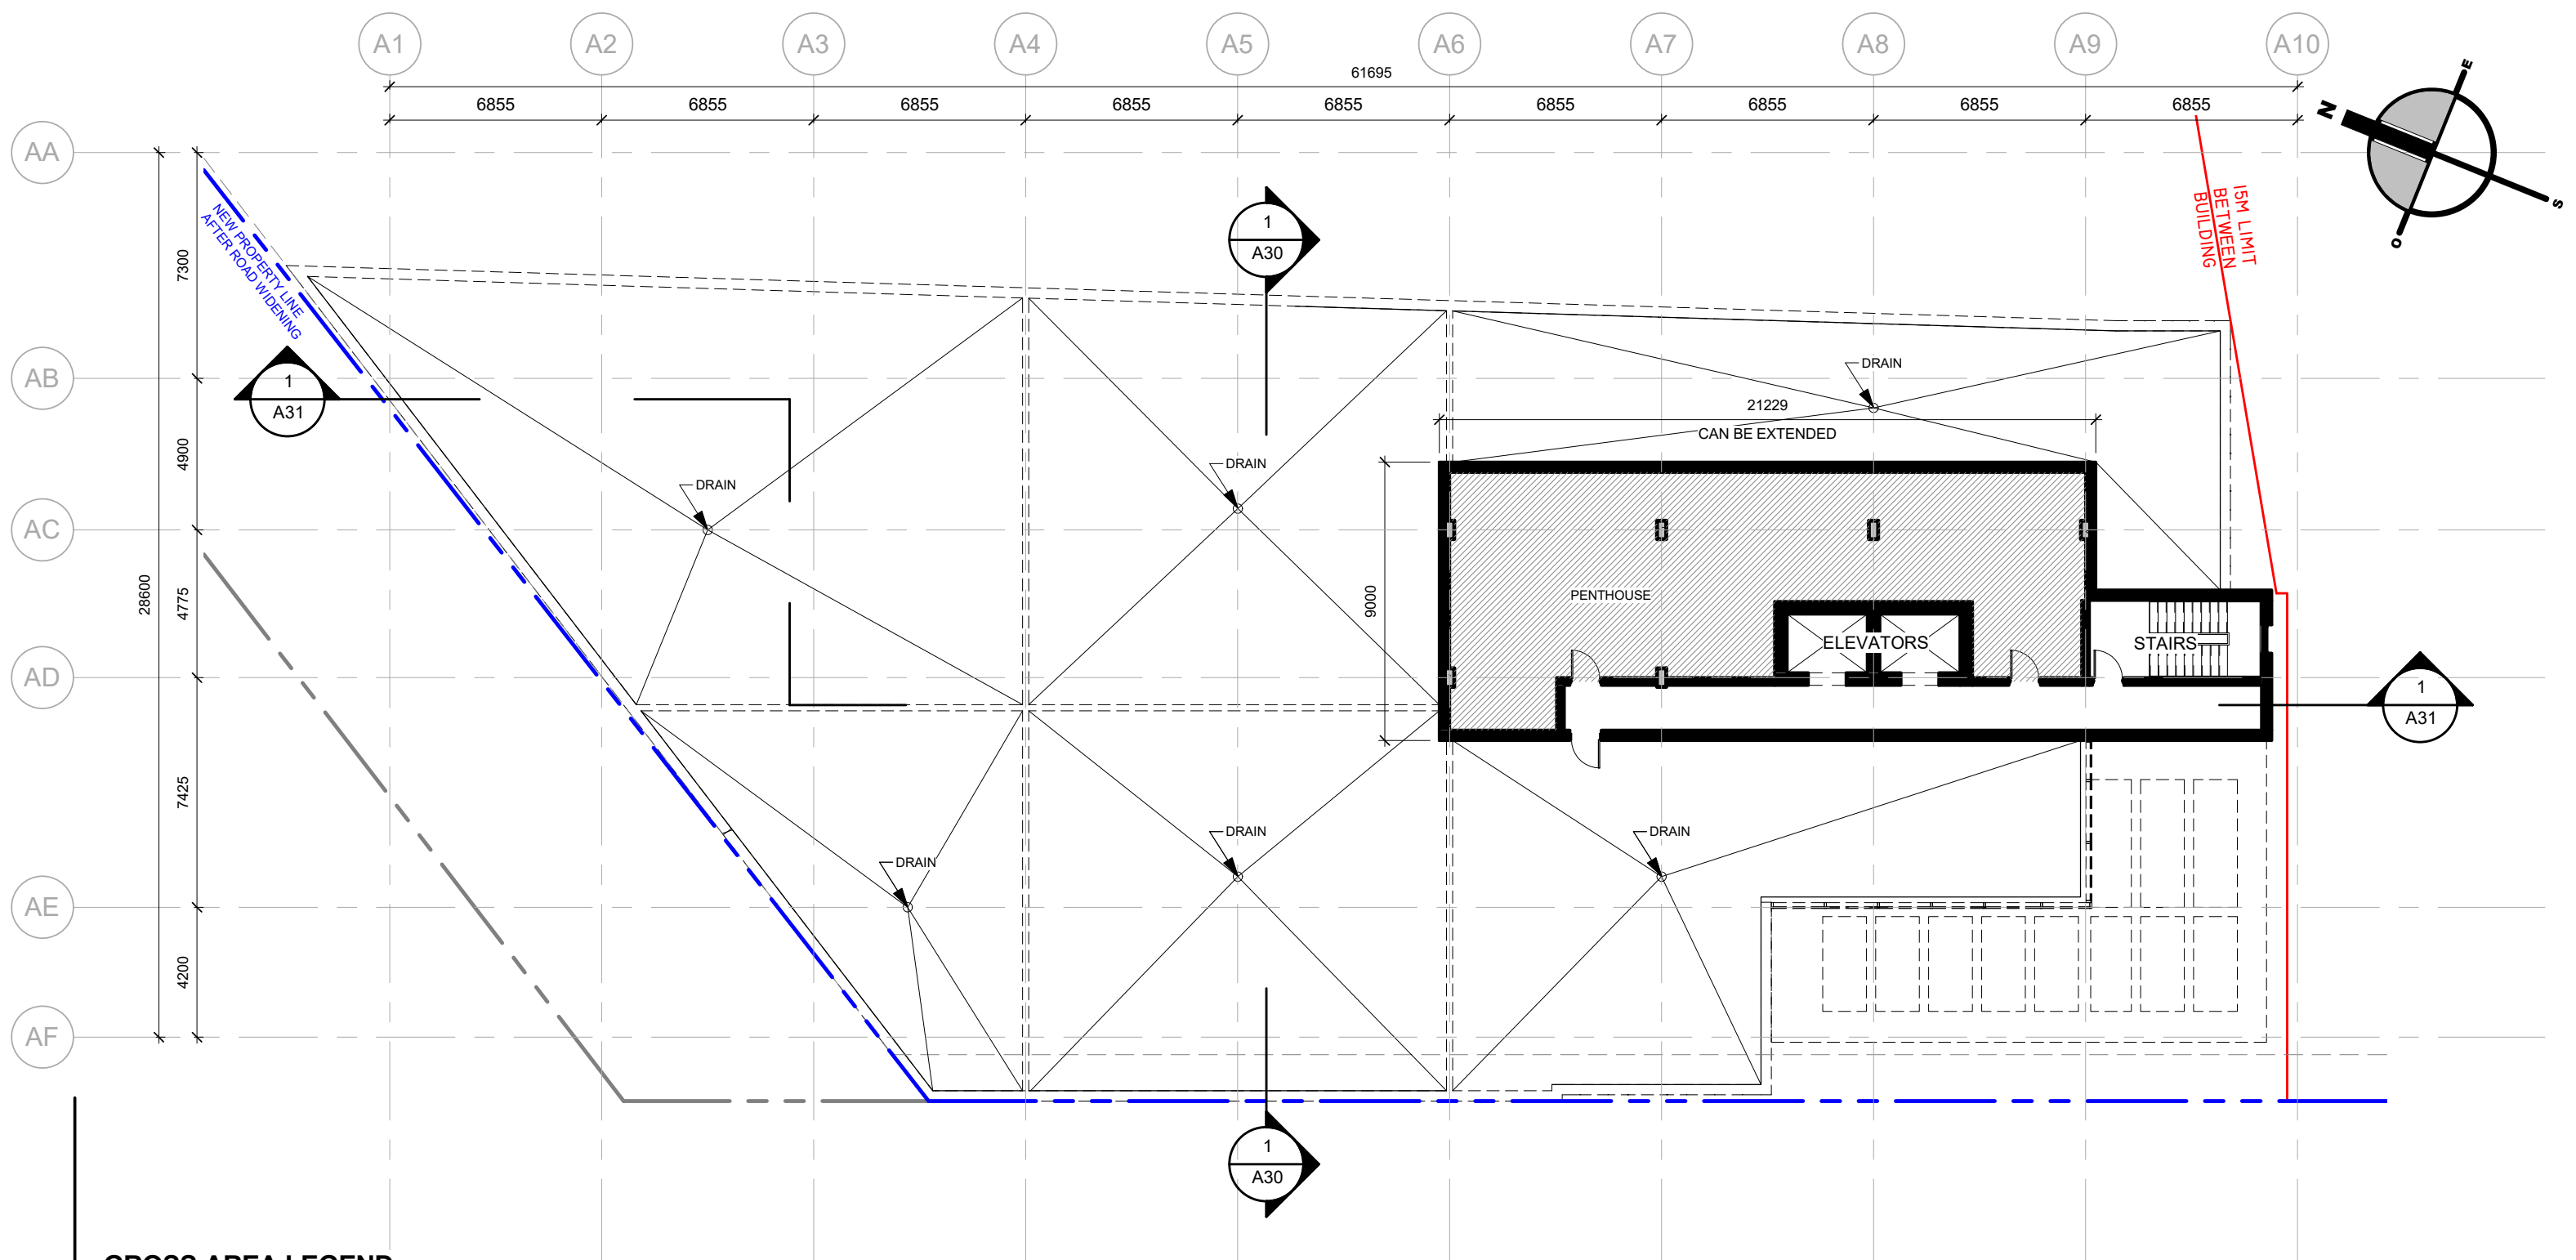 A1 A2 A3 A4 A5 A6 A7 A8 A9 A10
61695
6855 6855 6855 6855 6855 6855 6855 6855 6855
AA
AB
AC
AD
AE
AF
28600
7300
4900
4775
7425
4200
N
E
S
O
15M LIMIT
BETWEEN
BUILDING
NEW PROPERTY LINE
AFTER ROAD WIDENING
1
A30
1
A31
DRAIN
21229
CAN BE EXTENDED
DRAIN
DRAIN
9000
PENTHOUSE
ELEVATORS
STAIRS
1
A31
DRAIN
DRAIN
DRAIN
1
A30